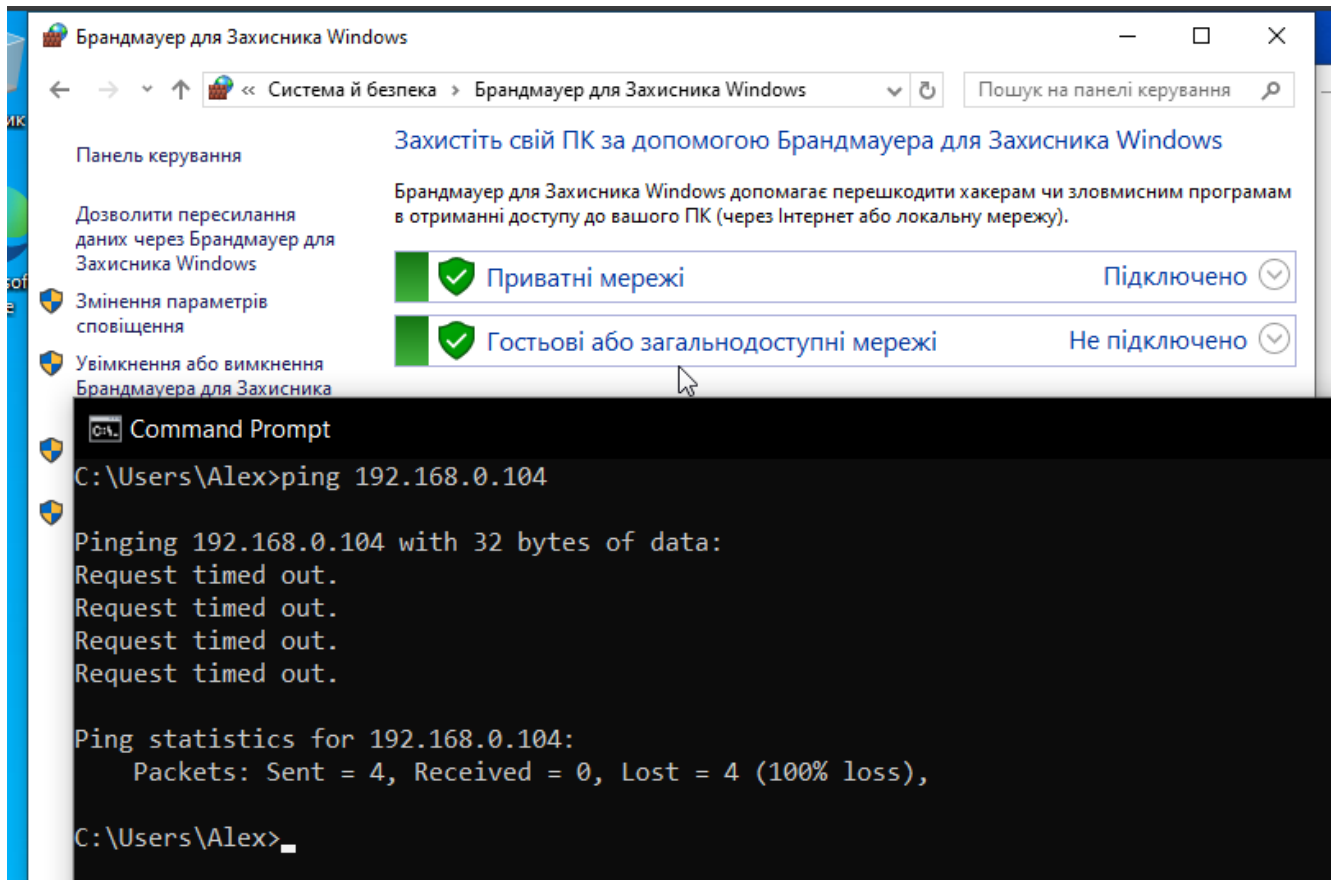 Брандмауер для Захисника Windows
« Система й безпека › Брандмауер для Захисника Windows
Пошук на панелі керування
Панель керування
Дозволити пересилання
даних через Брандмауер для
Захисника Windows
Змінення параметрів
сповіщення
Увімкнення або вимкнення
Брандмауера для Захисника
Захистіть свій ПК за допомогою Брандмауера для Захисника Windows
Брандмауер для Захисника Windows допомагає перешкодити хакерам чи зловмисним програмам
в отриманні доступу до вашого ПК (через Інтернет або локальну мережу).
Приватні мережі Підключено
Гостьові або загальнодоступні мережі Не підключено
Command Prompt
C:\Users\Alex>ping 192.168.0.104
Pinging 192.168.0.104 with 32 bytes of data:
Request timed out.
Request timed out.
Request timed out.
Request timed out.
Ping statistics for 192.168.0.104:
Packets: Sent = 4, Received = 0, Lost = 4 (100% loss),
C:\Users\Alex>